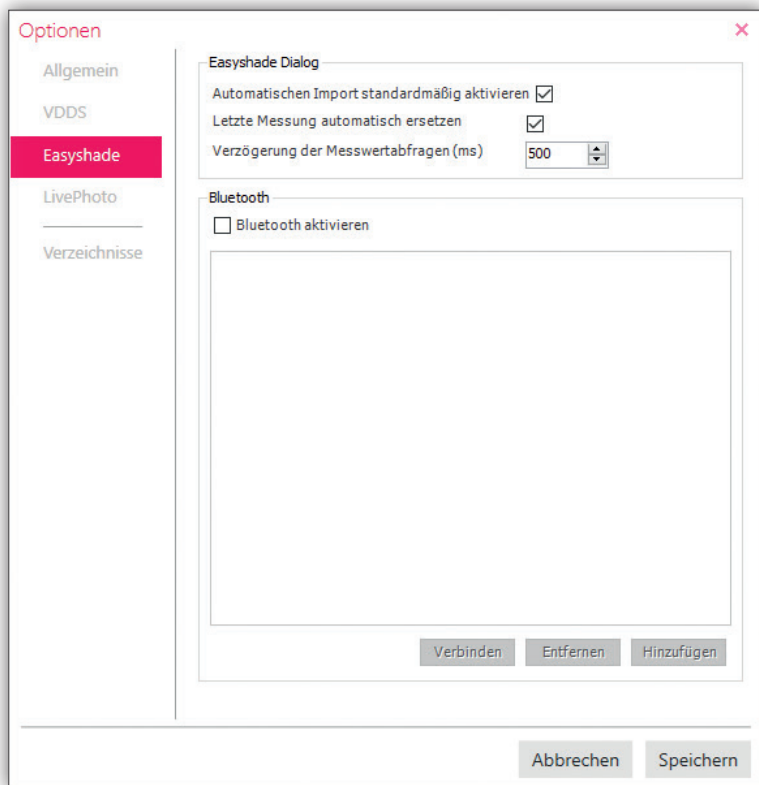 Optionen
Allgemein
VDDS
Easyshade
LivePhoto
Verzeichnisse
Easyshade Dialog
Automatischen Import standardmäßig aktivieren
Letzte Messung automatisch ersetzen
Verzögerung der Messwertabfragen (ms) 500
Bluetooth
Bluetooth aktivieren
Verbinden Entfernen Hinzufügen
Abbrechen Speichern